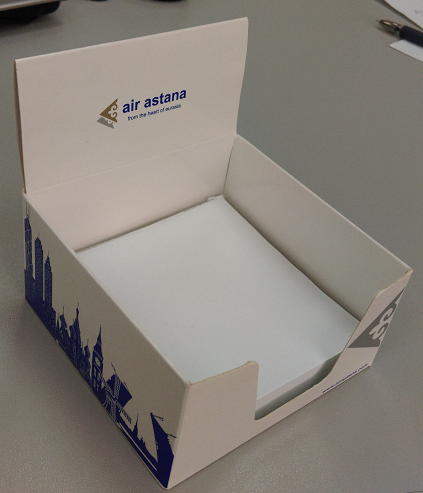 air astana
from the heart of eurasia